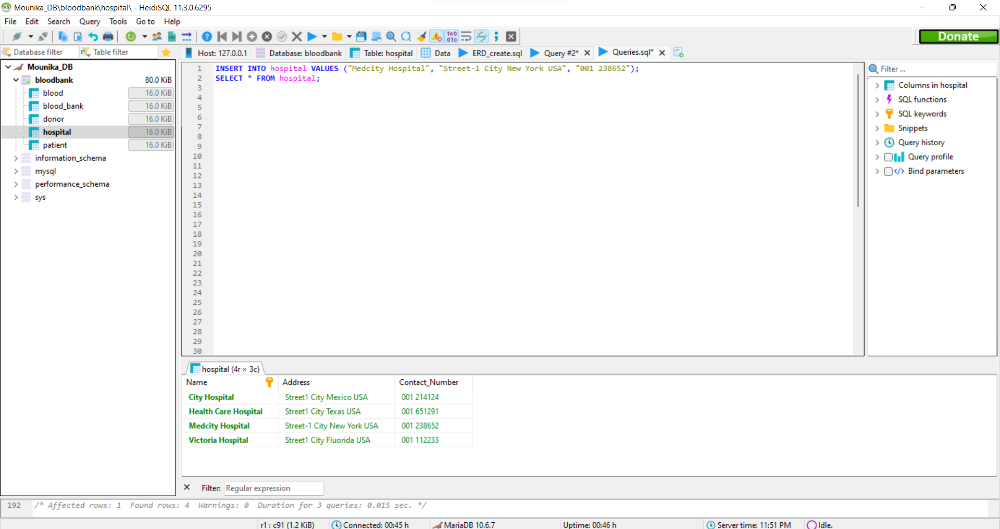 HS Mounika_DB\bloodbank\hospital\ - HeidiSQL 11.3.0.6295
File Edit Search Query Tools Go to Help
Donate
Database filter Table filter Host: 127.0.0.1 Database: bloodbank Table: hospital Data ERD_create.sql Query #2* Queries.sql*
Mounika_DB
bloodbank 80.0 KiB
blood 16.0 KiB
blood_bank 16.0 KiB
donor 16.0 KiB
hospital 16.0 KiB
patient 16.0 KiB
information_schema
mysql
performance_schema
sys
1 INSERT INTO hospital VALUES ("Medcity Hospital", "Street-1 City New York USA", "001 238652");
2 SELECT * FROM hospital;
3
4
5
6
7
8
9
10
11
12
13
14
15
16
17
18
19
20
21
22
23
24
25
26
27
28
29
30
Filter ...
Columns in hospital
SQL functions
SQL keywords
Snippets
Query history
Query profile
Bind parameters
hospital (4r × 3c)
Name Address Contact_Number
City Hospital Street1 City Mexico USA 001 214124
Health Care Hospital Street1 City Texas USA 001 651291
Medcity Hospital Street-1 City New York USA 001 238652
Victoria Hospital Street1 City Fluorida USA 001 112233
Filter: Regular expression
192 /* Affected rows: 1 Found rows: 4 Warnings: 0 Duration for 3 queries: 0.015 sec. */
r1 : c91 (1.2 KiB) Connected: 00:45 h MariaDB 10.6.7 Uptime: 00:46 h Server time: 11:51 PM Idle.